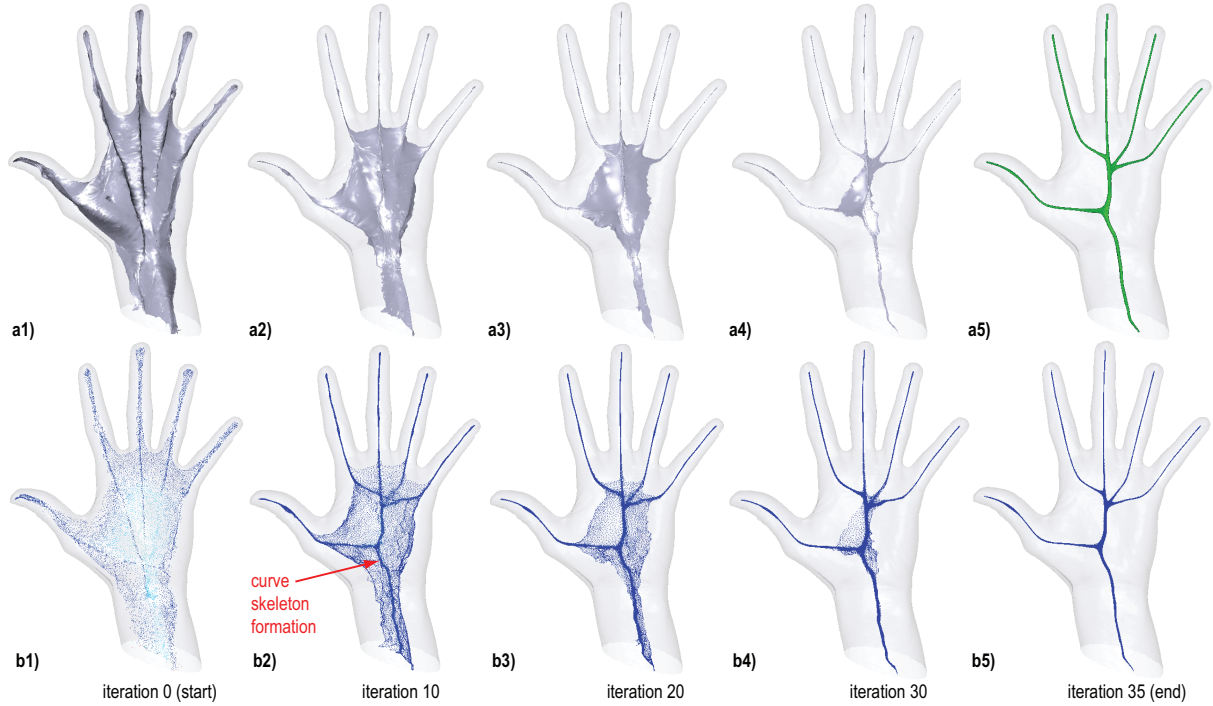 a1)
a2)
a3)
a4)
a5)
curve
skeleton
formation
b1)
b2)
b3)
b4)
b5)
iteration 0 (start)
iteration 10
iteration 20
iteration 30
iteration 35 (end)